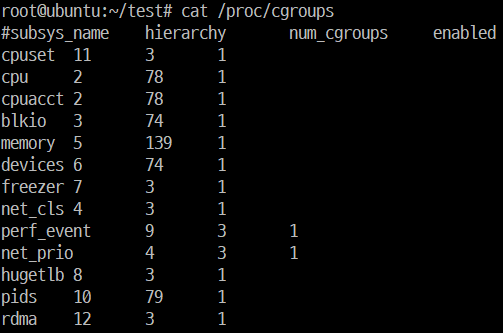 root@ubuntu:~/test# cat /proc/cgroups
#subsys_name	hierarchy	num_cgroups	enabled
cpuset	11	3	1
cpu	2	78	1
cpuacct	2	78	1
blkio	3	74	1
memory	5	139	1
devices	6	74	1
freezer	7	3	1
net_cls	4	3	1
perf_event	9	3	1
net_prio	4	3	1
hugetlb	8	3	1
pids	10	79	1
rdma	12	3	1